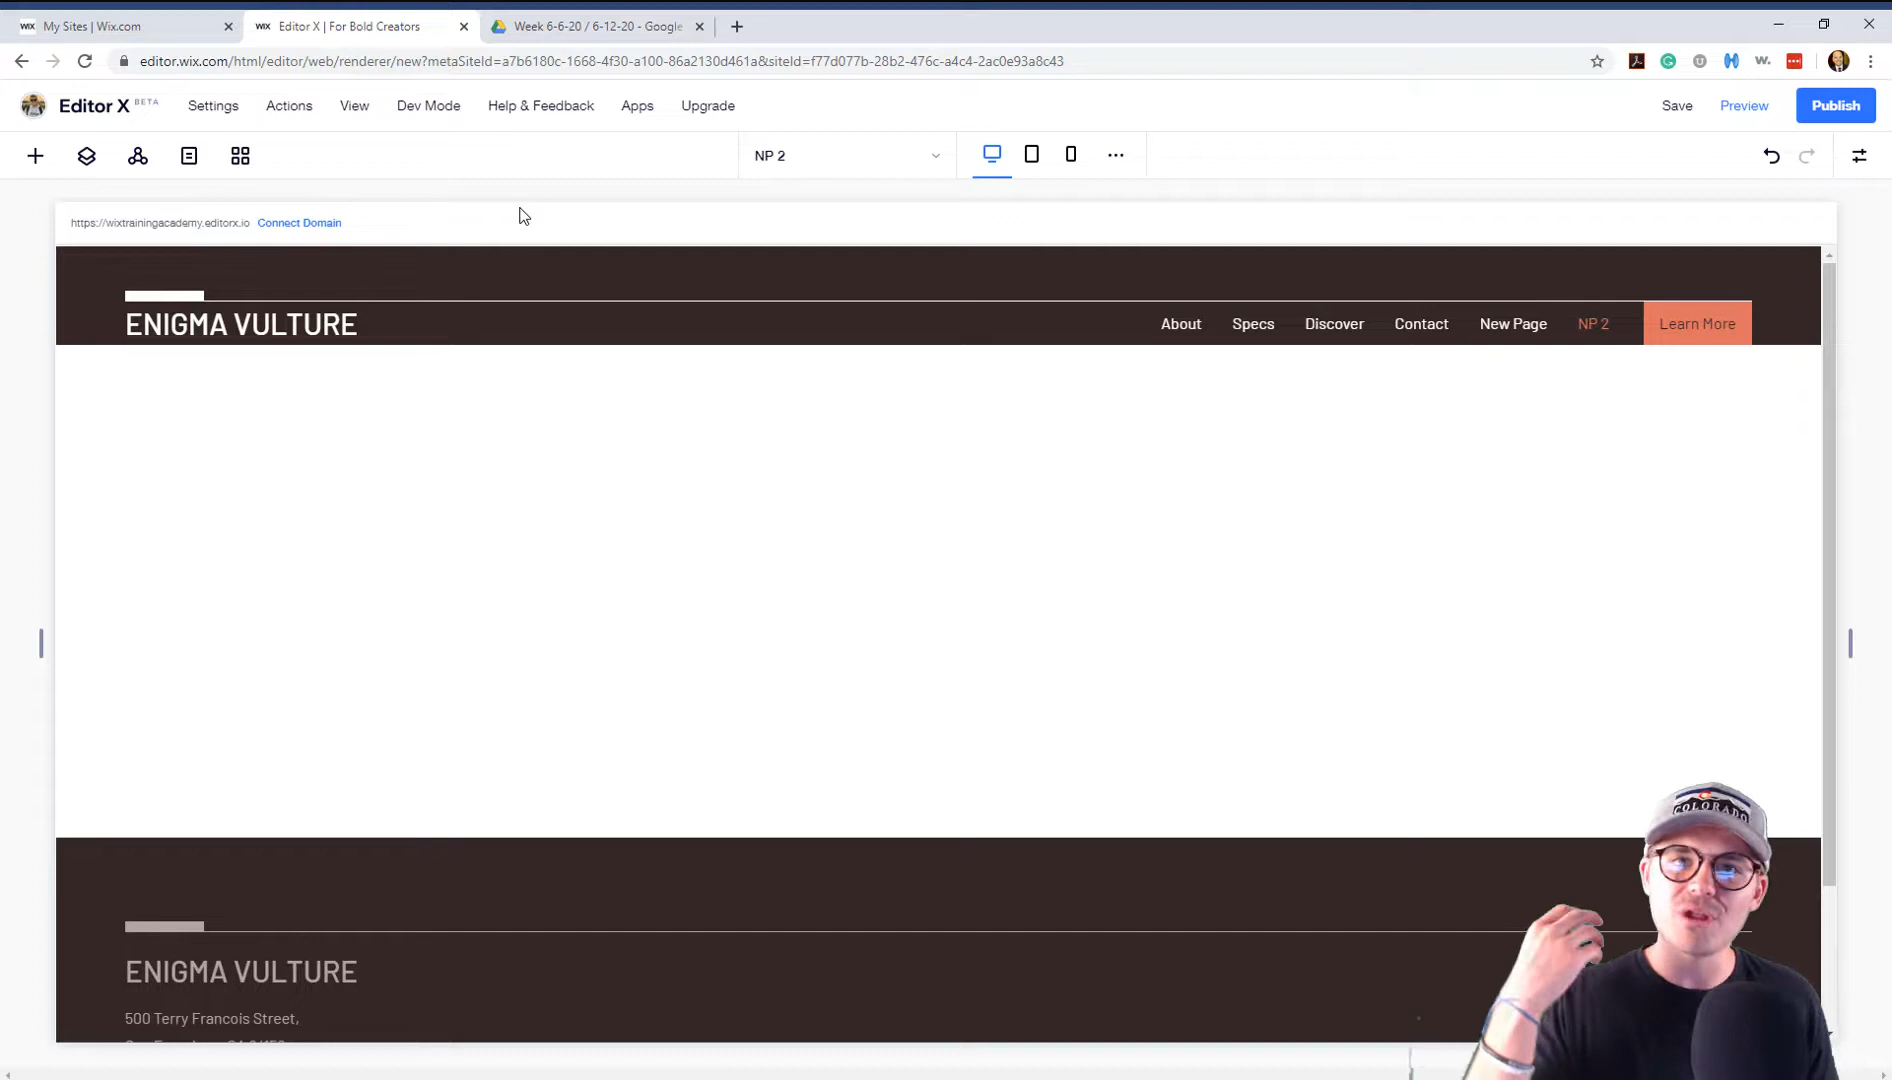 WIX My Sites | Wix.com
WIX Editor X | For Bold Creators
Week 6-6-20 / 6-12-20 - Google
editor.wix.com/html/editor/web/renderer/new?metaSiteId=a7b6180c-1668-4f30-a100-86a2130d461a&siteId=f77d077b-28b2-476c-a4c4-2ac0e93a8c43
Editor X BETA Settings Actions View Dev Mode Help & Feedback Apps Upgrade Save Preview Publish
NP 2
https://wixtrainingacademy.editorx.io Connect Domain
ENIGMA VULTURE About Specs Discover Contact New Page NP 2 Learn More
COLORADO
ENIGMA VULTURE
500 Terry Francois Street,